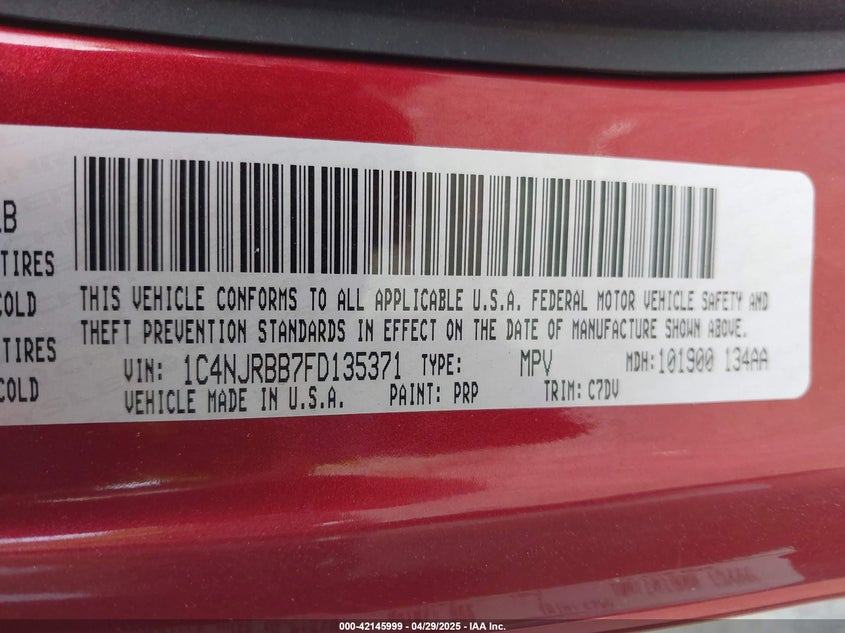 LB
TIRES
COLD
TIRES
COLD
THIS VEHICLE CONFORMS TO ALL APPLICABLE U.S.A. FEDERAL MOTOR VEHICLE SAFETY AND
THEFT PREVENTION STANDARDS IN EFFECT ON THE DATE OF MANUFACTURE SHOWN ABOVE.
VIN: 1C4NJRBB7FD135371 TYPE: MPV MDH:101900 134AA
VEHICLE MADE IN U.S.A. PAINT: PRP TRIM: C7DV
000-42145999 - 04/29/2025 - IAA Inc.